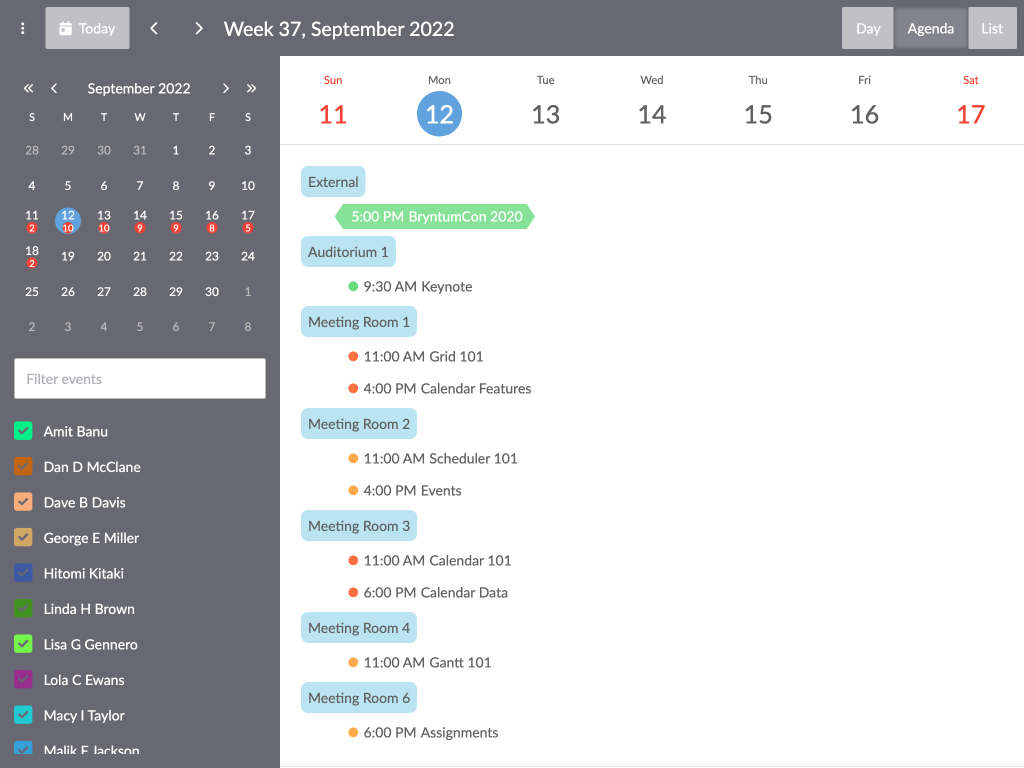 Today
Week 37, September 2022
Day Agenda List
September 2022
S M T W T F S
28 29 30 31 1 2 3
4 5 6 7 8 9 10
11 12 13 14 15 16 17
2 10 10 9 9 8 5
18 19 20 21 22 23 24
2
25 26 27 28 29 30 1
2 3 4 5 6 7 8
Filter events
Amit Banu
Dan D McClane
Dave B Davis
George E Miller
Hitomi Kitaki
Linda H Brown
Lisa G Gennero
Lola C Ewans
Macy I Taylor
Malik E Jackson
Sun Mon Tue Wed Thu Fri Sat
11 12 13 14 15 16 17
External
5:00 PM BryntumCon 2020
Auditorium 1
9:30 AM Keynote
Meeting Room 1
11:00 AM Grid 101
4:00 PM Calendar Features
Meeting Room 2
11:00 AM Scheduler 101
4:00 PM Events
Meeting Room 3
11:00 AM Calendar 101
6:00 PM Calendar Data
Meeting Room 4
11:00 AM Gantt 101
Meeting Room 6
6:00 PM Assignments